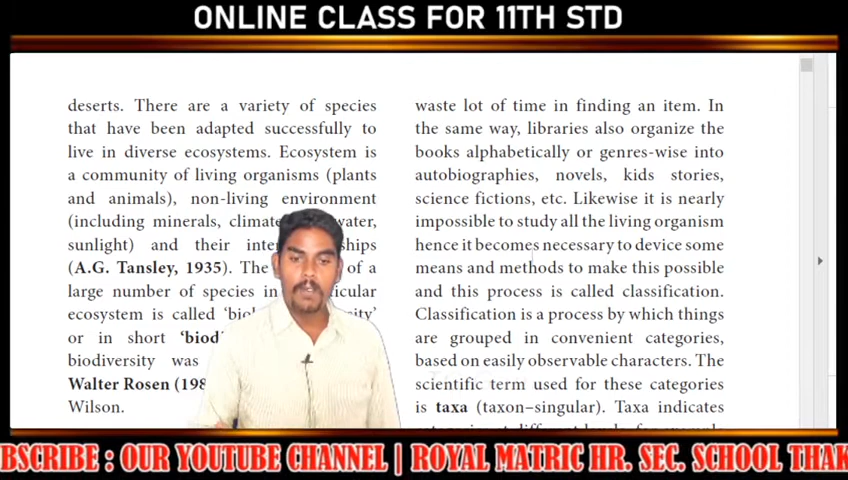 ONLINE CLASS FOR 11TH STD
deserts. There are a variety of species
that have been adapted successfully to
live in diverse ecosystems. Ecosystem is
a community of living organisms (plants
and animals), non-living environment
(including minerals, climate water,
sunlight) and their ships
(A.G. Tansley, 1935). The of a
large number of species in
ecosystem is called
or in short
biodiversity was
Walter Rosen
Wilson.
waste lot of time in finding an item. In
the same way, libraries also organize the
books alphabetically or genres-wise into
autobiographies, novels, kids stories,
science fictions, etc. Likewise it is nearly
impossible to study all the living organism
hence it becomes necessary to device some
means and methods to make this possible
and this process is called classification.
Classification is a process by which things
are grouped in convenient categories,
based on easily observable characters. The
scientific term used for these categories
is taxa (taxon–singular). Taxa indicates
BSCRIBE : OUR YOUTUBE CHANNEL | ROYAL MATRIC HR. SEC. SCHOOL THAK